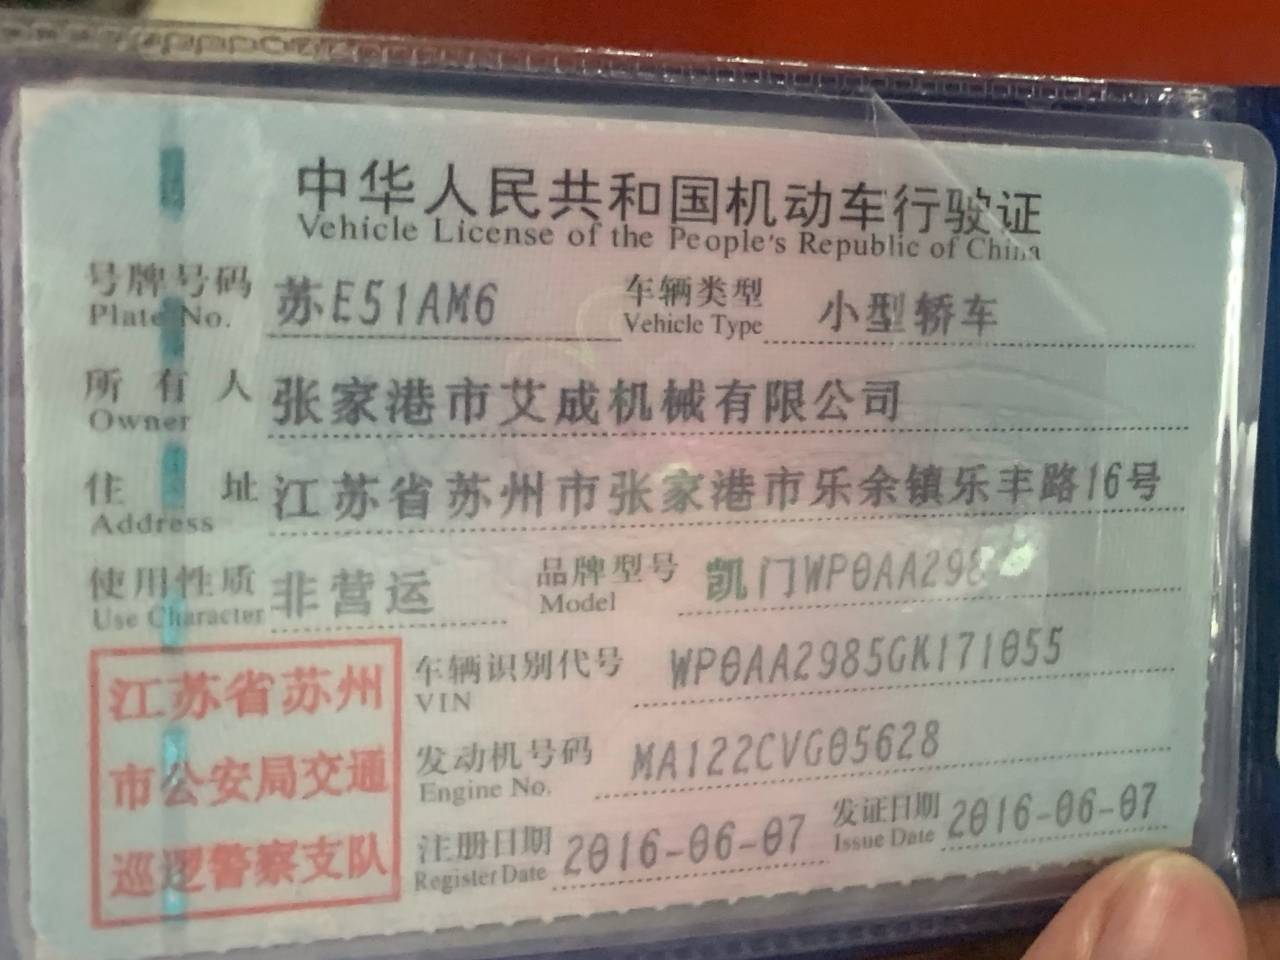 中华人民共和国机动车行驶证
Vehicle License of the People's Republic of China
号牌号码 苏E51AM6 车辆类型 小型轿车
Plate No. Vehicle Type
所有人 张家港市艾成机械有限公司
Owner
住址 江苏省苏州市张家港市乐余镇乐丰路16号
Address
使用性质 非营运 品牌型号 凯门WP0AA298
Use Character Model
江苏省苏州
市公安局交通
巡逻警察支队
车辆识别代号 WP0AA2985GK171055
VIN
发动机号码 MA122CVG05628
Engine No.
注册日期 2016-06-07 发证日期 2016-06-07
Register Date Issue Date